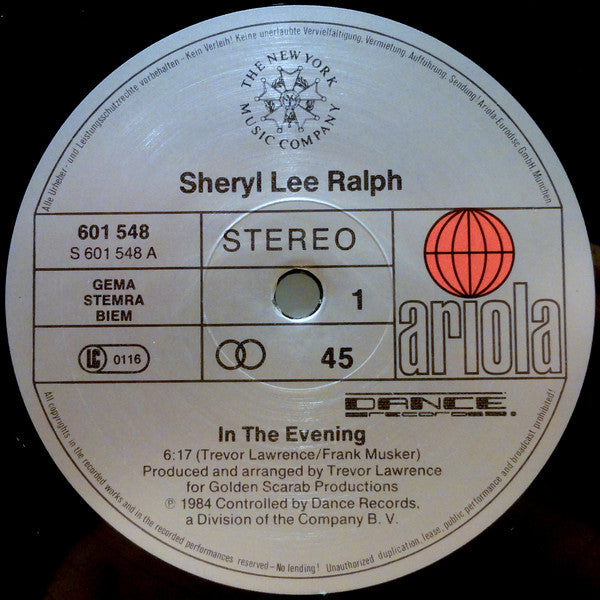 Alle Urheber- und Leistungsschutzrechte vorbehalten - Kein Verleih! Keine unerlaubte Vervielfältigung, Vermietung Aufführung, Sendung! Ariola-Eurodisc GmbH München.
THE NEW YORK
MUSIC COMPANY
Sheryl Lee Ralph
601 548
S 601 548 A
STEREO
GEMA
STEMRA
BIEM
1
LC 0116
45
ariola
DANCE
records
In The Evening
6:17 (Trevor Lawrence/Frank Musker)
Produced and arranged by Trevor Lawrence
for Golden Scarab Productions
℗ 1984 Controlled by Dance Records.
a Division of the Company B. V.
All copyrights in the recorded works and in the recorded performances reserved – No lending! Unauthorized duplication, lease, public performance and broadcast prohibited!